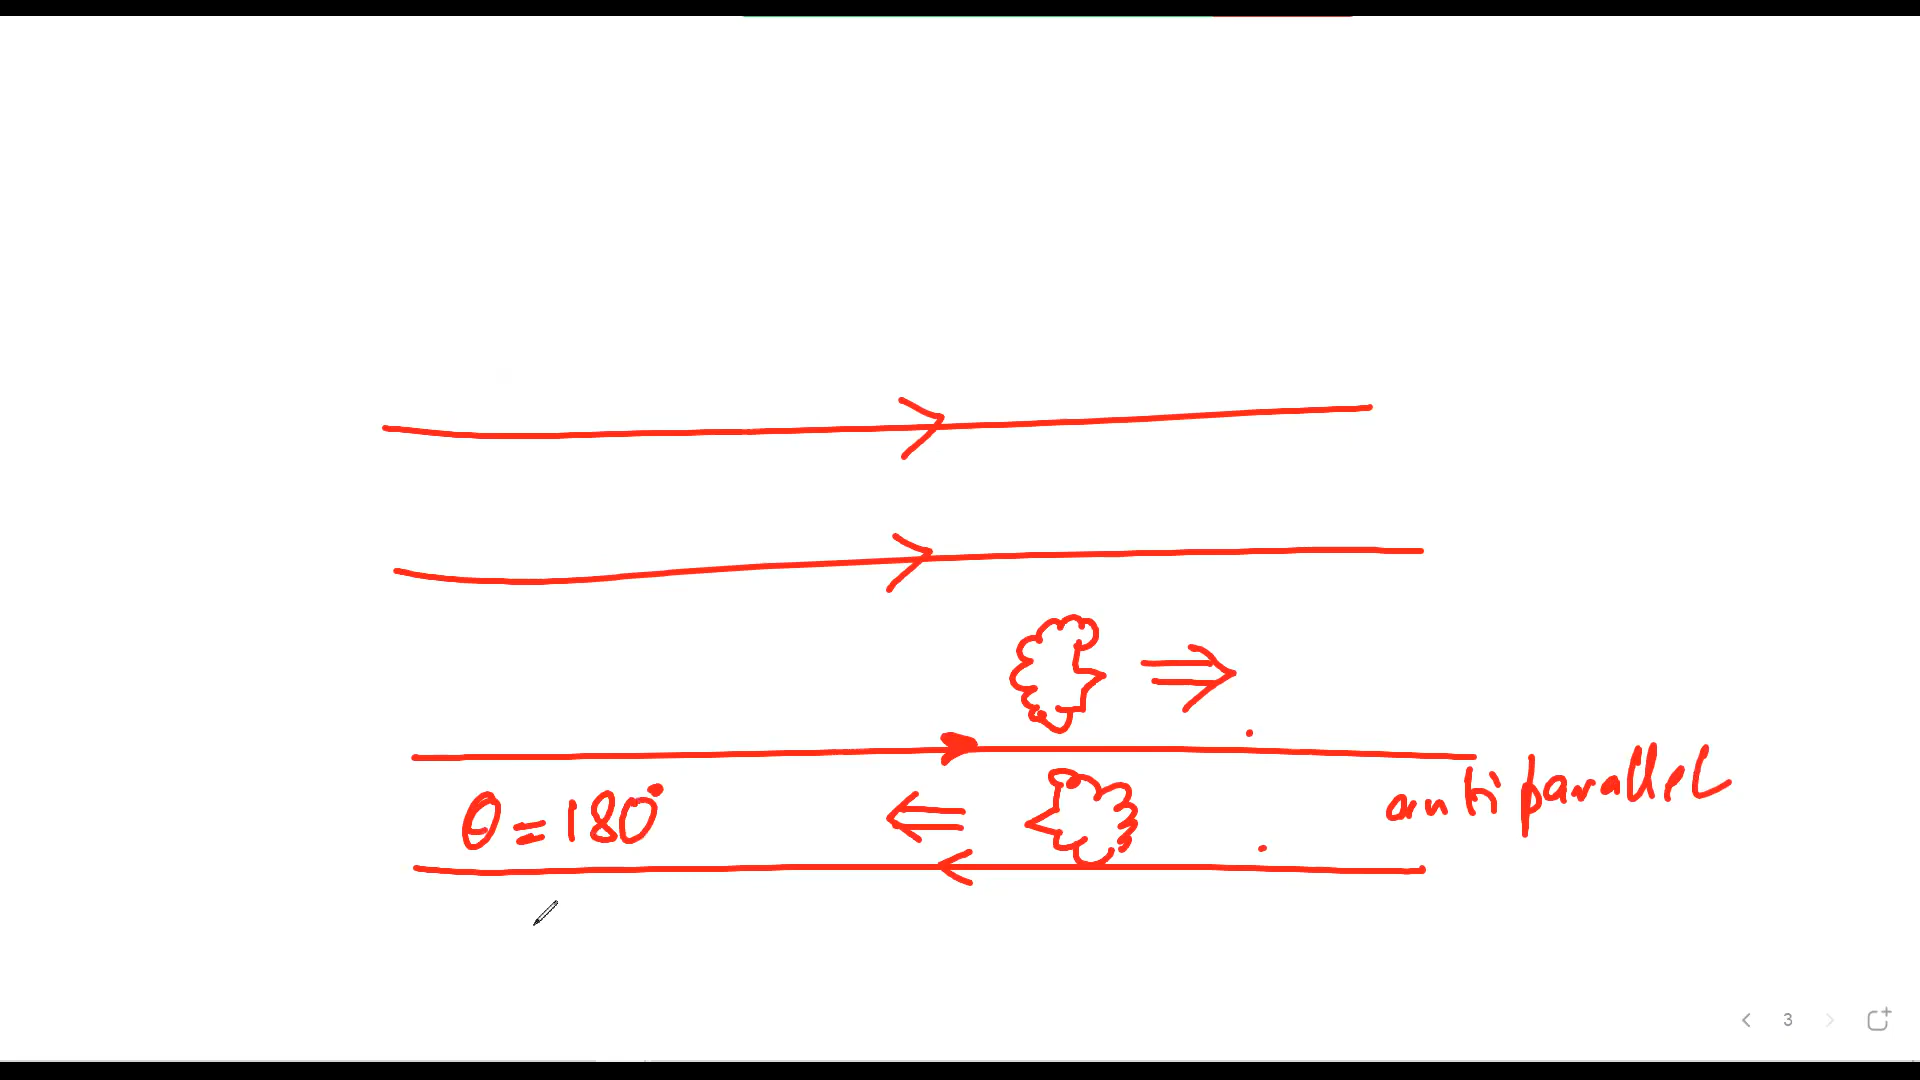 antiparallel
θ = 180°
3